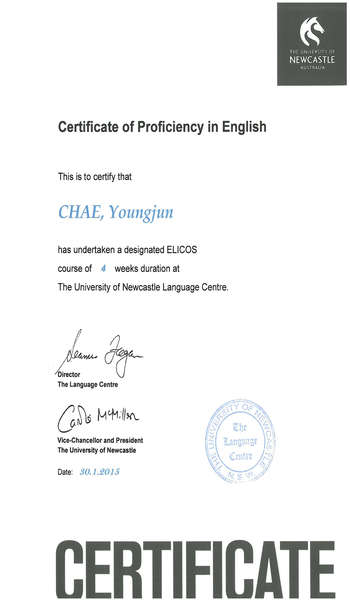 THE UNIVERSITY OF
NEWCASTLE
AUSTRALIA
Certificate of Proficiency in English
This is to certify that
CHAE, Youngjun
has undertaken a designated ELICOS
course of 4 weeks duration at
The University of Newcastle Language Centre.
Director
The Language Centre
McMillen
Vice-Chancellor and President
The University of Newcastle
Date: 30.1.2015
THE UNIVERSITY OF NEWCASTLE
The
Language
Centre
N.S.W
CERTIFICATE